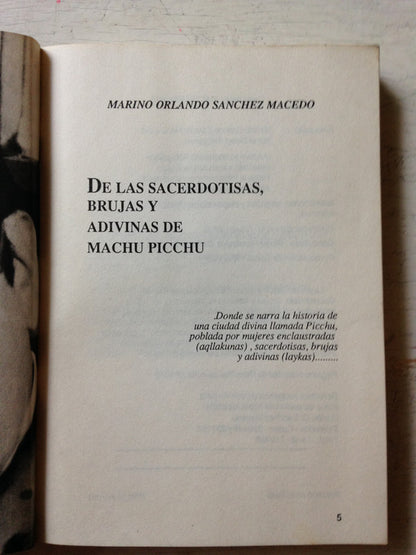 MARINO ORLANDO SANCHEZ MACEDO
DE LAS SACERDOTISAS,
BRUJAS Y
ADIVINAS DE
MACHU PICCHU
.Donde se narra la historia de
una ciudad divina llamada Picchu,
poblada por mujeres enclaustradas
(aqllakunas) , sacerdotisas, brujas
y adivinas (laykas).........
5